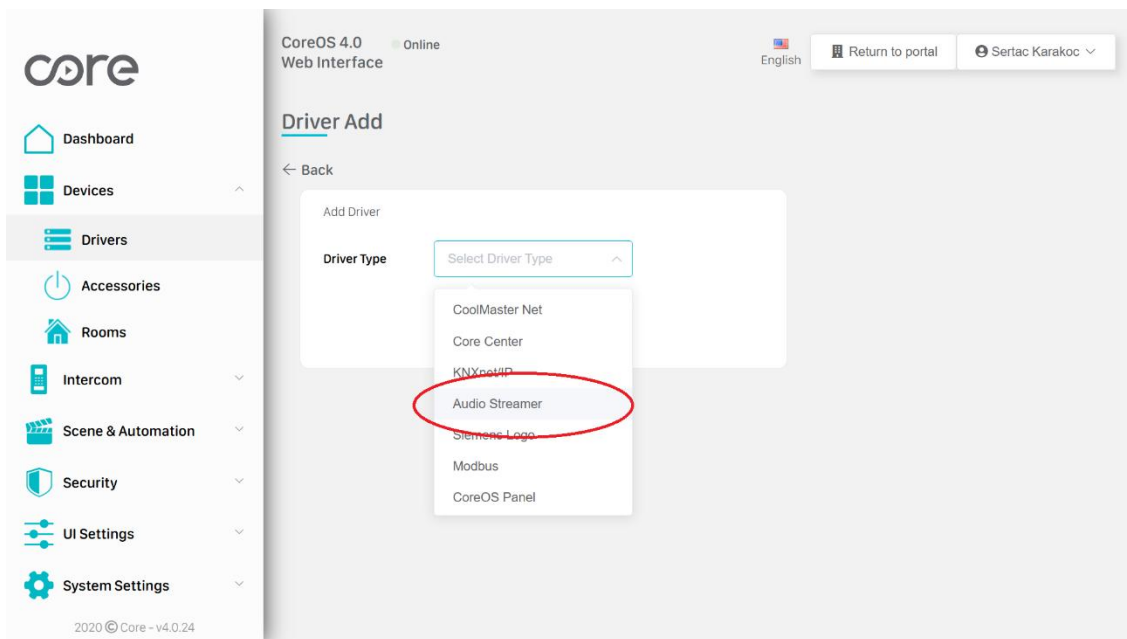 core
Dashboard
Devices
Drivers
Accessories
Rooms
Intercom
Scene & Automation
Security
UI Settings
System Settings
2020 © Core - v4.0.24
CoreOS 4.0 Online
Web Interface
English
Return to portal
Sertac Karakoc
Driver Add
← Back
Add Driver
Driver Type Select Driver Type
CoolMaster Net
Core Center
KNXnet/IP
Audio Streamer
Siemens Logo
Modbus
CoreOS Panel